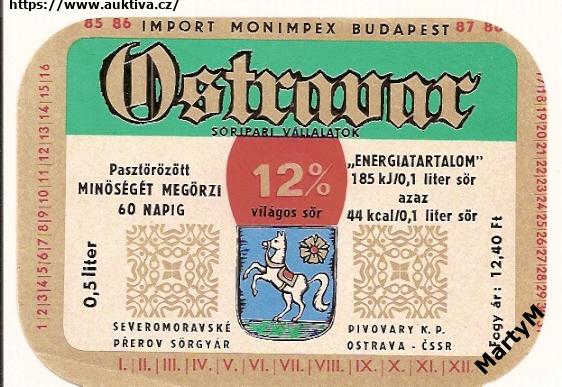 https://www.auktiva.cz/
85 86 IMPORT MONIMPEX BUDAPEST 87 88
Ostravar
SÖRIPARI VÁLLALATOK
Pasztörözött
MINŐSÉGÉT MEGŐRZI
60 NAPIG
12%
világos sör
„ENERGIATARTALOM"
185 kJ/0,1 liter sör
azaz
44 kcal/0,1 liter sör
0,5 liter
Fogy ár: 12,40 Ft
SEVEROMORAVSKÉ
PŘEROV SÖRGYÁR
PIVOVARY K. P.
OSTRAVA - ČSSR
1|2|3|4|5|6|7|8|9|10|11|12|13|14|15|16
17|18|19|20|21|22|23|24|25|26|27|28|29|30|31
I.|II.|III.|IV.|V.|VI.|VII.|VIII.|IX.|X.|XI.|XII.
MartyM